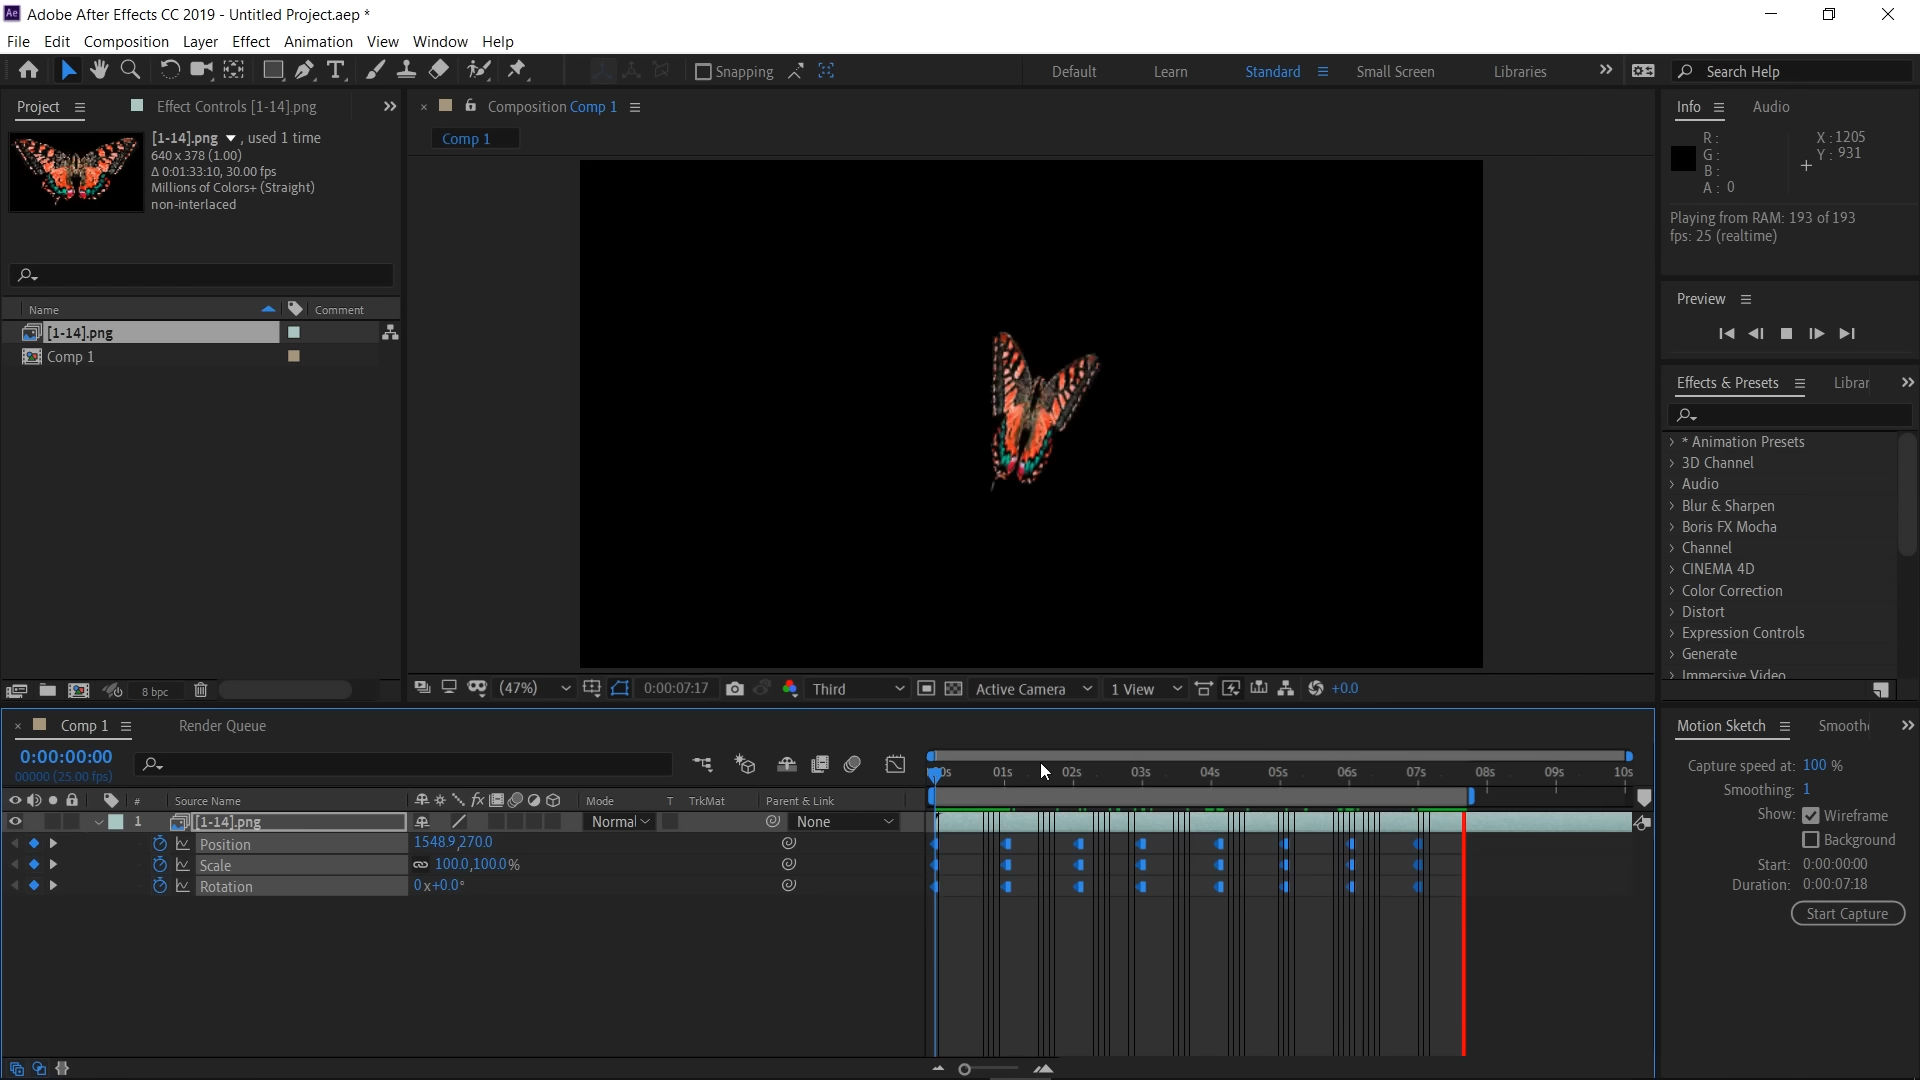 Ae Adobe After Effects CC 2019 - Untitled Project.aep *
File Edit Composition Layer Effect Animation View Window Help
Snapping Default Learn Standard Small Screen Libraries Search Help
Project Effect Controls [1-14].png
[1-14].png , used 1 time
640 x 378 (1.00)
Δ 0:01:33:10, 30.00 fps
Millions of Colors+ (Straight)
non-interlaced
Name Comment
[1-14].png
Comp 1
8 bpc
Composition Comp 1
Comp 1
(47%) 0:00:07:17 Third Active Camera 1 View +0.0
Info Audio
R: X: 1205
G: Y: 931
B:
A: 0
Playing from RAM: 193 of 193
fps: 25 (realtime)
Preview
Effects & Presets Librar
* Animation Presets
3D Channel
Audio
Blur & Sharpen
Boris FX Mocha
Channel
CINEMA 4D
Color Correction
Distort
Expression Controls
Generate
Immersive Video
Comp 1 Render Queue
0:00:00:00
00000 (25.00 fps)
# Source Name Mode T TrkMat Parent & Link
1 [1-14].png Normal None
Position 1548.9,270.0
Scale 100.0,100.0%
Rotation 0x+0.0°
00s 01s 02s 03s 04s 05s 06s 07s 08s 09s 10s
Motion Sketch Smoothe
Capture speed at: 100 %
Smoothing: 1
Show: Wireframe
Background
Start: 0:00:00:00
Duration: 0:00:07:18
Start Capture